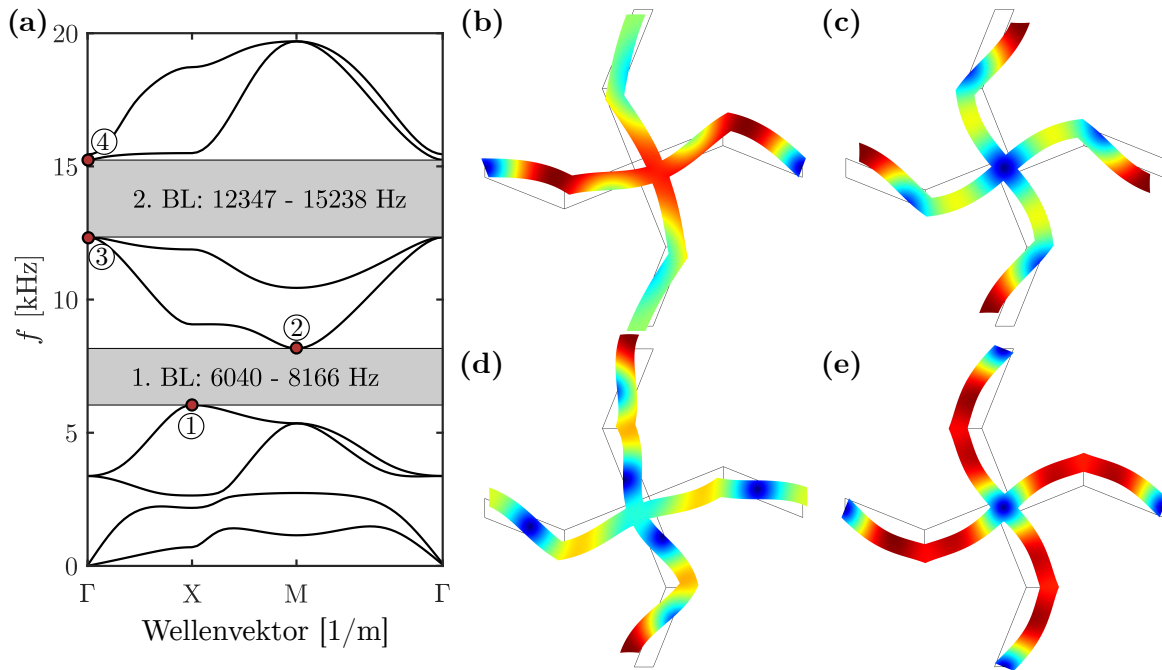 (a)
20
15
10
5
0
f [kHz]
④
2. BL: 12347 - 15238 Hz
③
②
1. BL: 6040 - 8166 Hz
①
Γ X M Γ
Wellenvektor [1/m]
(b)
(c)
(d)
(e)